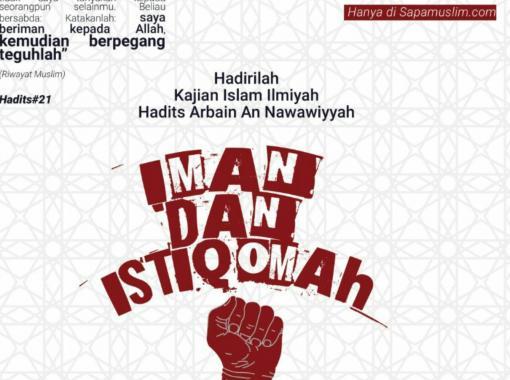 seorangpun selainmu. Beliau
bersabda: Katakanlah: saya
beriman kepada Allah,
kemudian berpegang
teguhlah”
(Riwayat Muslim)
Hadits#21
Hanya di Sapamuslim.com
Hadirilah
Kajian Islam Ilmiyah
Hadits Arbain An Nawawiyyah
IMAN
DAN
ISTIQOMAh